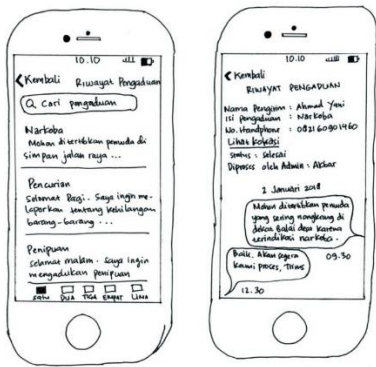 10.10
Kembali Riwayat Pengaduan
Cari pengaduan
Narkoba
Mohon ditertibkan pemuda di
simpan jalan raya ...
Pencurian
Selamat Pagi. Saya ingin me-
laporkan tentang kehilangan
barang-barang ...
Penipuan
selamat malam. saya ingin
mengadukan penipuan
SATU DUA TIGA EMPAT LIMA
10.10
Kembali
RIWAYAT PENGADUAN
Nama Pengirim : Ahmad Yani
Isi pengaduan : Narkoba
No. Handphone : 082160901460
Lihat Lokasi
Status : selesai
Diproses oleh Admin : Akbar
2 Januari 2018
Mohon ditertibkan pemuda
yang sering nongkrong di
dekat Balai desa karena
terindikasi narkoba.
09.30
Baik, Akan segera
kami proses, Trims
12.30